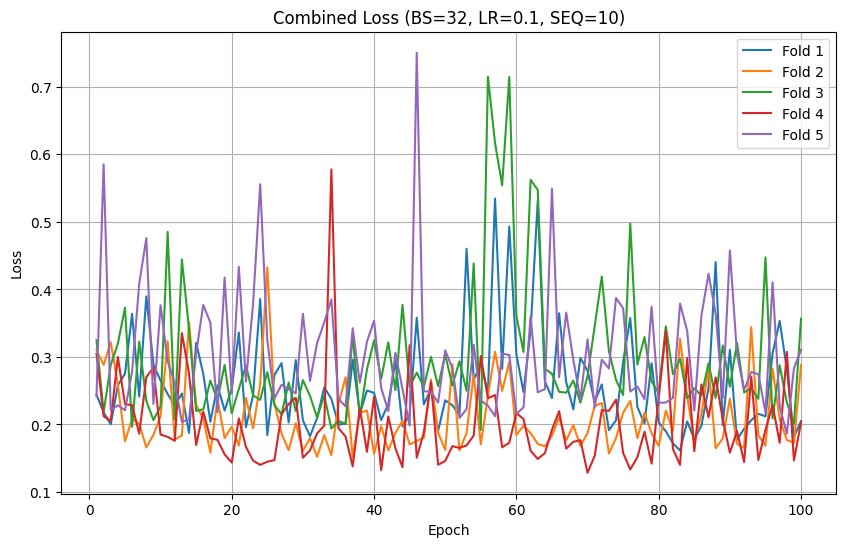 Combined Loss (BS=32, LR=0.1, SEQ=10)
Fold 1
Fold 2
Fold 3
Fold 4
Fold 5
Loss
0.7
0.6
0.5
0.4
0.3
0.2
0.1
0 20 40 60 80 100
Epoch